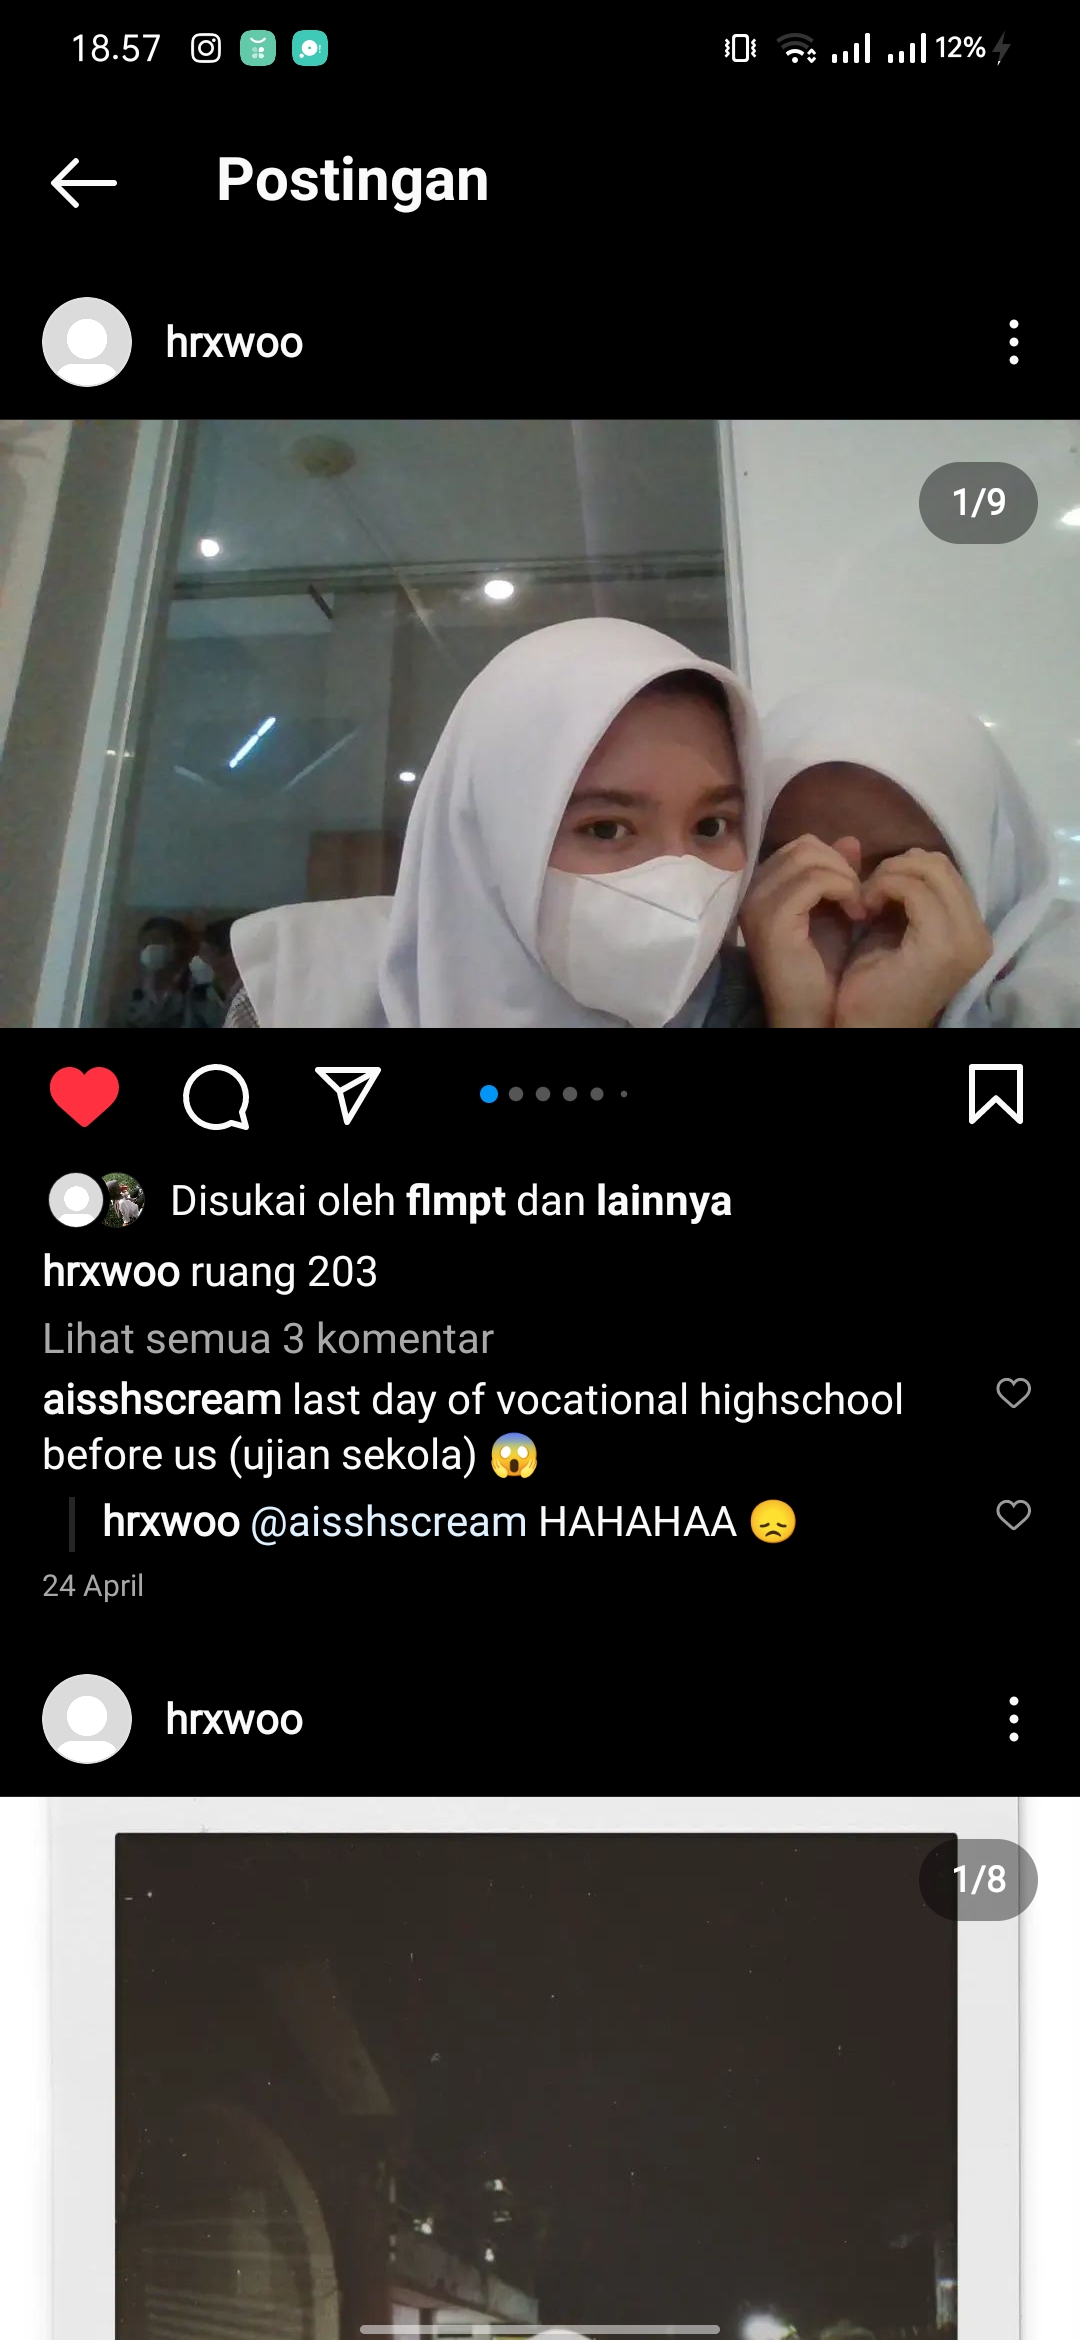 18.57
12%
Postingan
hrxwoo
1/9
Disukai oleh flmpt dan lainnya
hrxwoo ruang 203
Lihat semua 3 komentar
aisshscream last day of vocational highschool
before us (ujian sekola) 😱
hrxwoo @aisshscream HAHAHAA 😞
24 April
hrxwoo
1/8